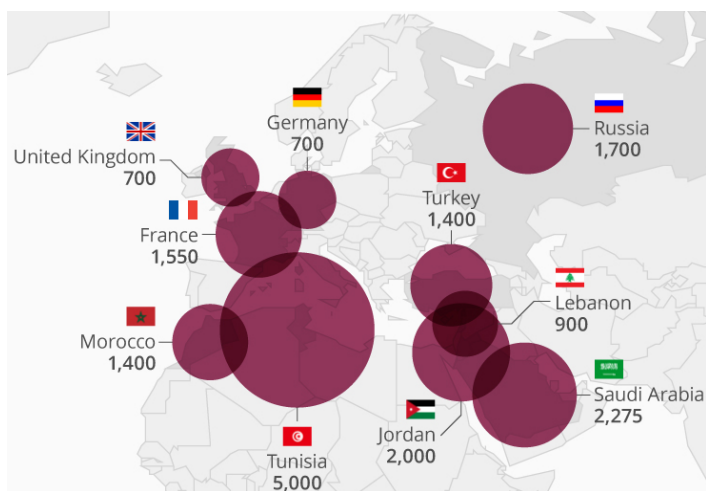 Germany
700
United Kingdom
700
Russia
1,700
France
1,550
Turkey
1,400
Lebanon
900
Morocco
1,400
Saudi Arabia
2,275
Jordan
2,000
Tunisia
5,000